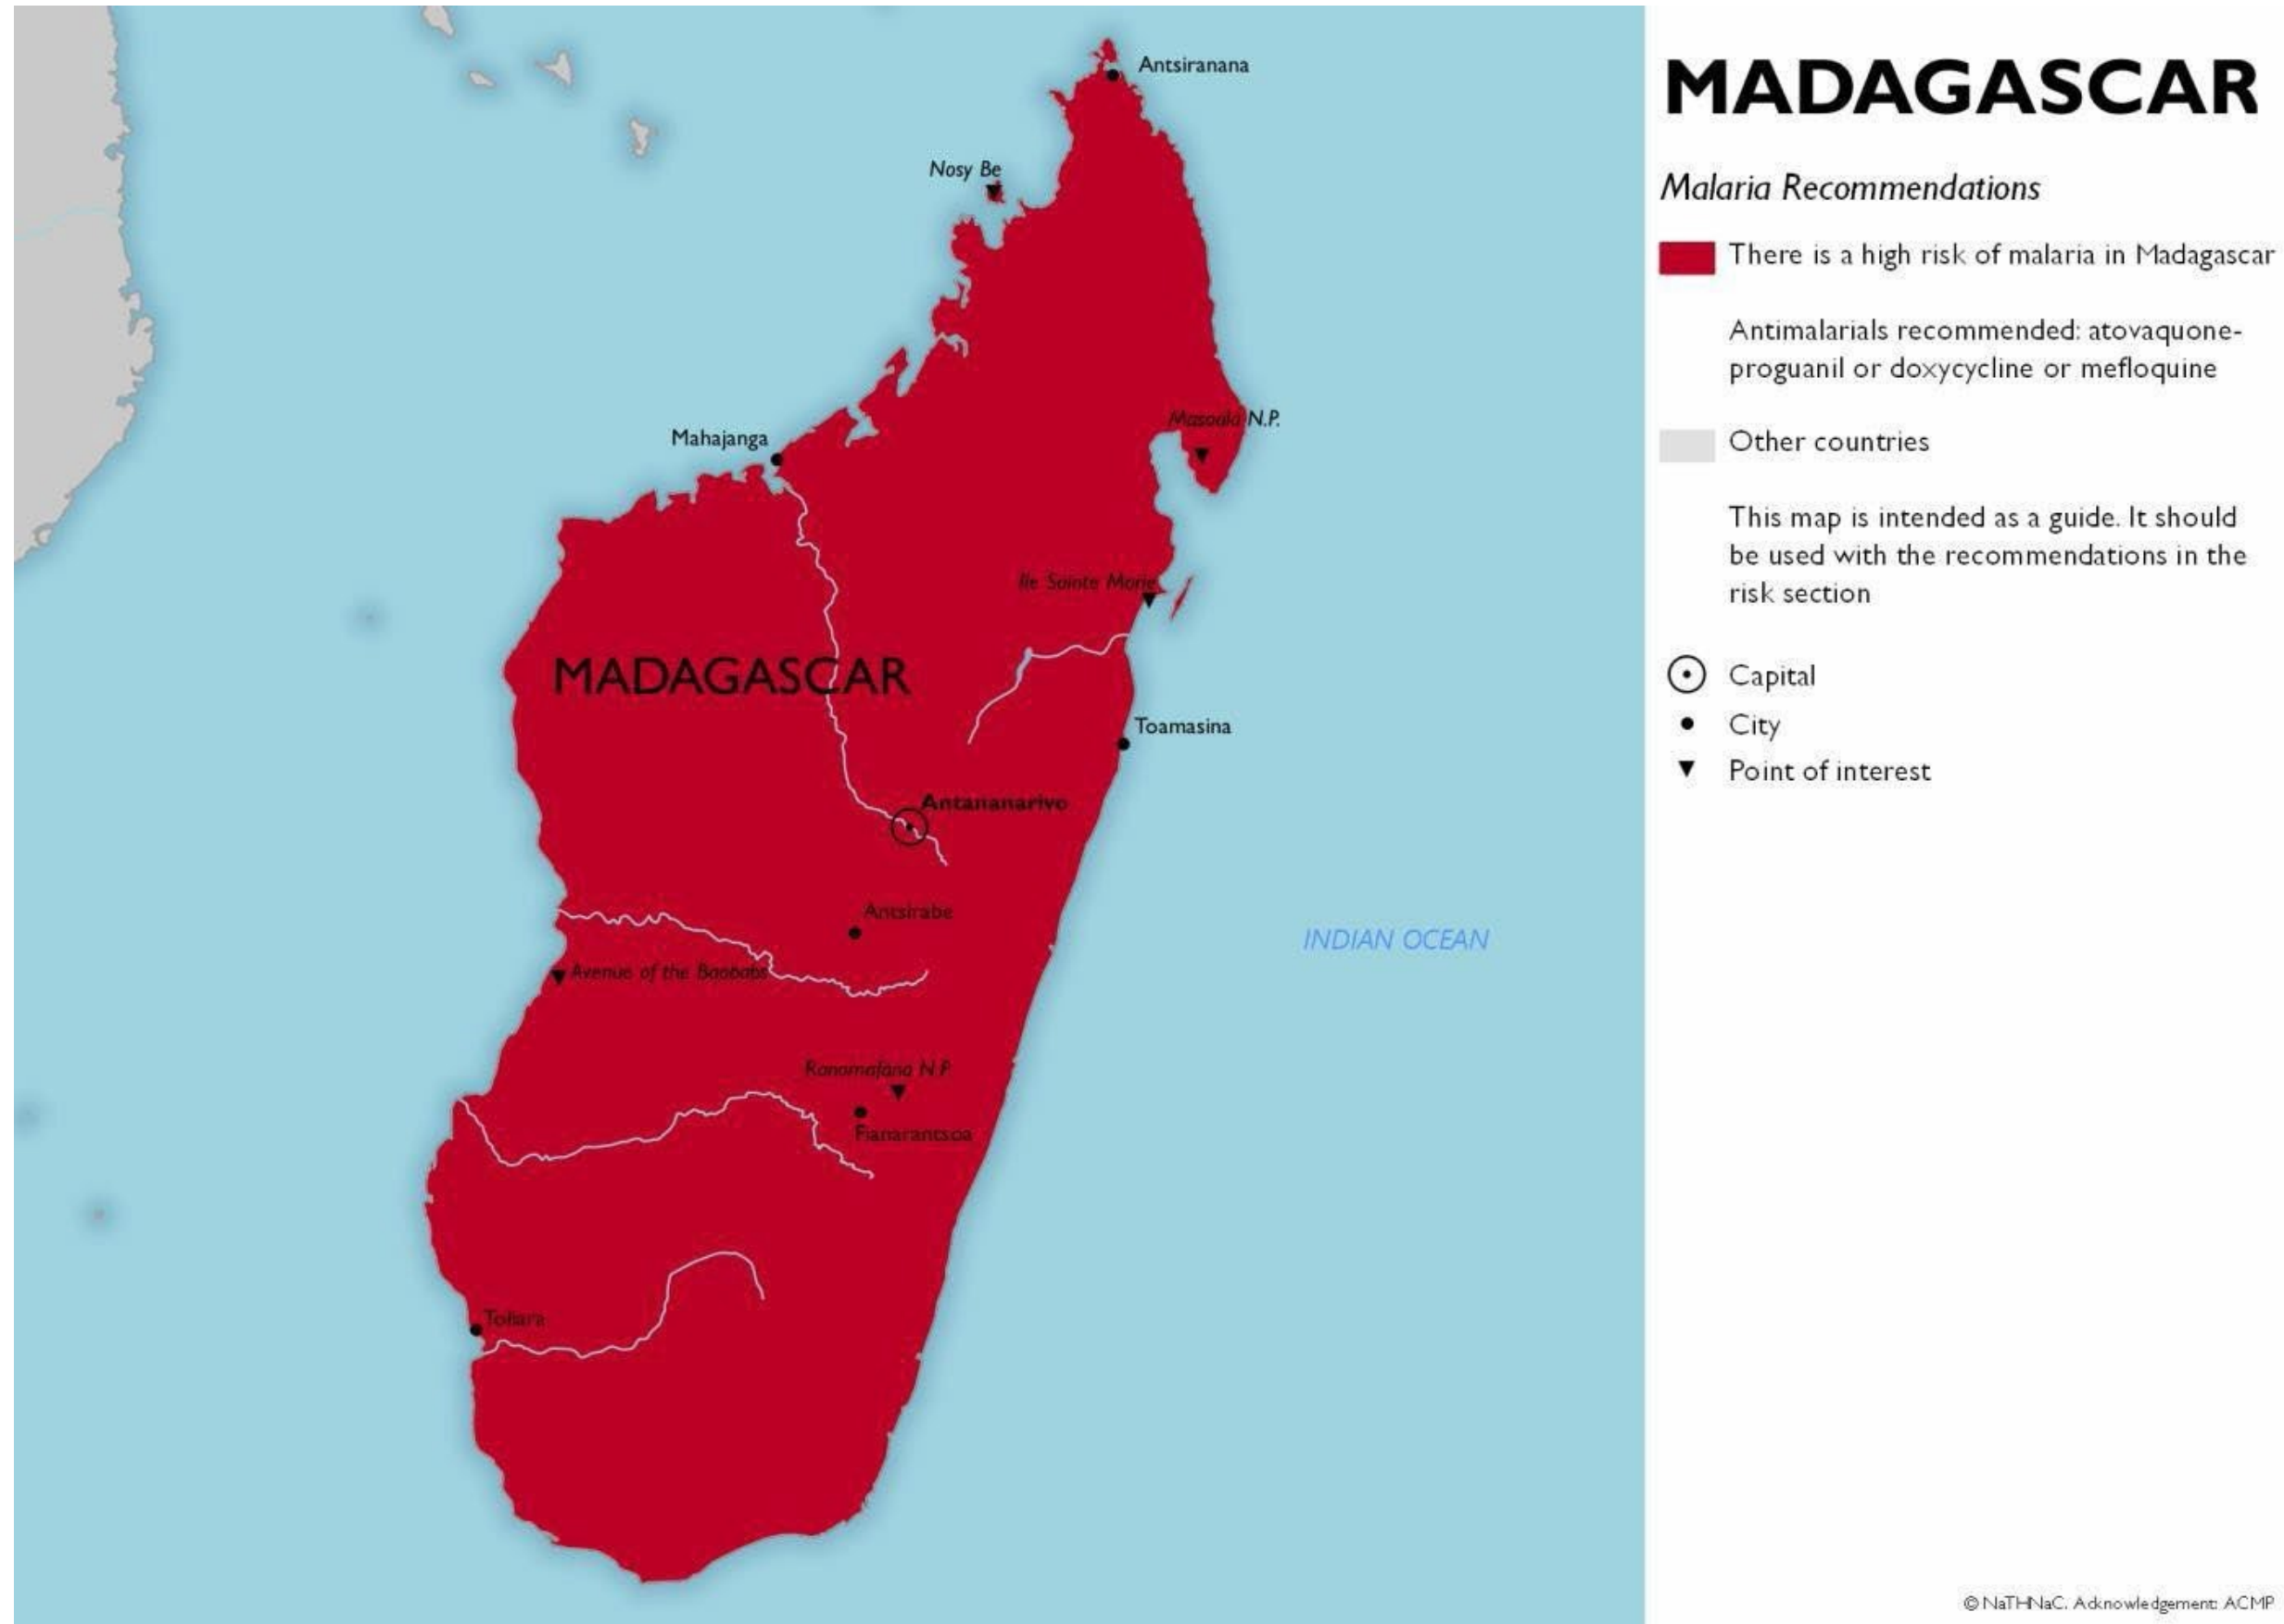 Antsiranana
Nosy Be
Masoala N.P.
Mahajanga
Ile Sainte Marie
MADAGASCAR
Toamasina
Antananarivo
Antsirabe
INDIAN OCEAN
Avenue of the Baobabs
Ranomafana N.P.
Fianarantsoa
Toliara
MADAGASCAR
Malaria Recommendations
There is a high risk of malaria in Madagascar
Antimalarials recommended: atovaquone-
proguanil or doxycycline or mefloquine
Other countries
This map is intended as a guide. It should
be used with the recommendations in the
risk section
Capital
City
Point of interest
© NaTHNaC. Acknowledgement: ACMP